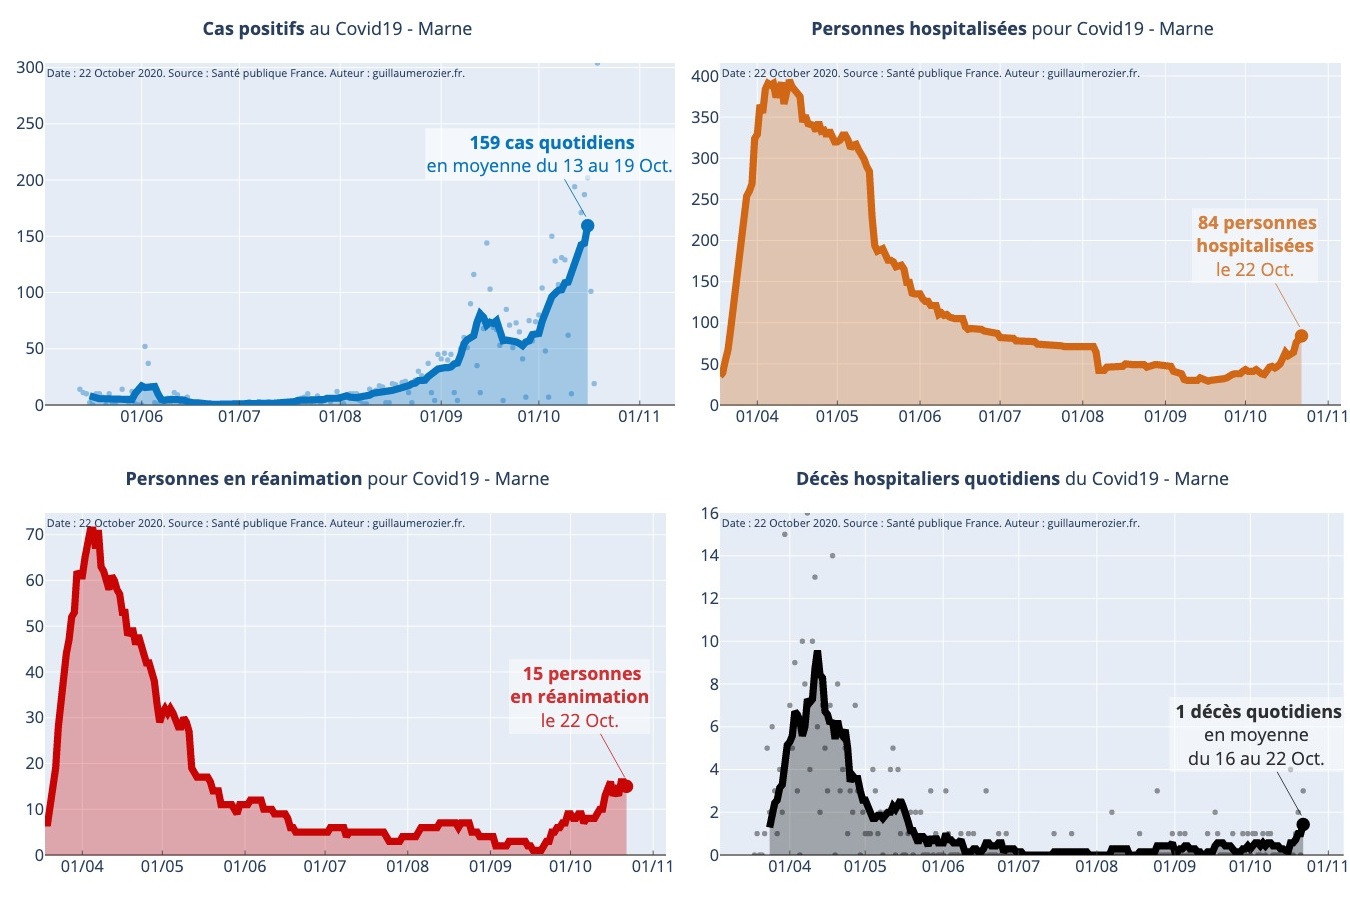 Cas positifs au Covid19 - Marne
300
Date : 22 October 2020. Source : Santé publique France. Auteur : guillaumerozier.fr.
250
200
150
100
50
0
159 cas quotidiens
en moyenne du 13 au 19 Oct.
01/06 01/07 01/08 01/09 01/10 01/11
Personnes hospitalisées pour Covid19 - Marne
400
Date : 22 October 2020. Source : Santé publique France. Auteur : guillaumerozier.fr.
350
300
250
200
150
100
50
0
84 personnes
hospitalisées
le 22 Oct.
01/04 01/05 01/06 01/07 01/08 01/09 01/10 01/11
Personnes en réanimation pour Covid19 - Marne
Date : 22 October 2020. Source : Santé publique France. Auteur : guillaumerozier.fr.
70
60
50
40
30
20
10
0
15 personnes
en réanimation
le 22 Oct.
01/04 01/05 01/06 01/07 01/08 01/09 01/10 01/11
Décès hospitaliers quotidiens du Covid19 - Marne
16
Date : 22 October 2020. Source : Santé publique France. Auteur : guillaumerozier.fr.
14
12
10
8
6
4
2
0
1 décès quotidiens
en moyenne
du 16 au 22 Oct.
01/04 01/05 01/06 01/07 01/08 01/09 01/10 01/11